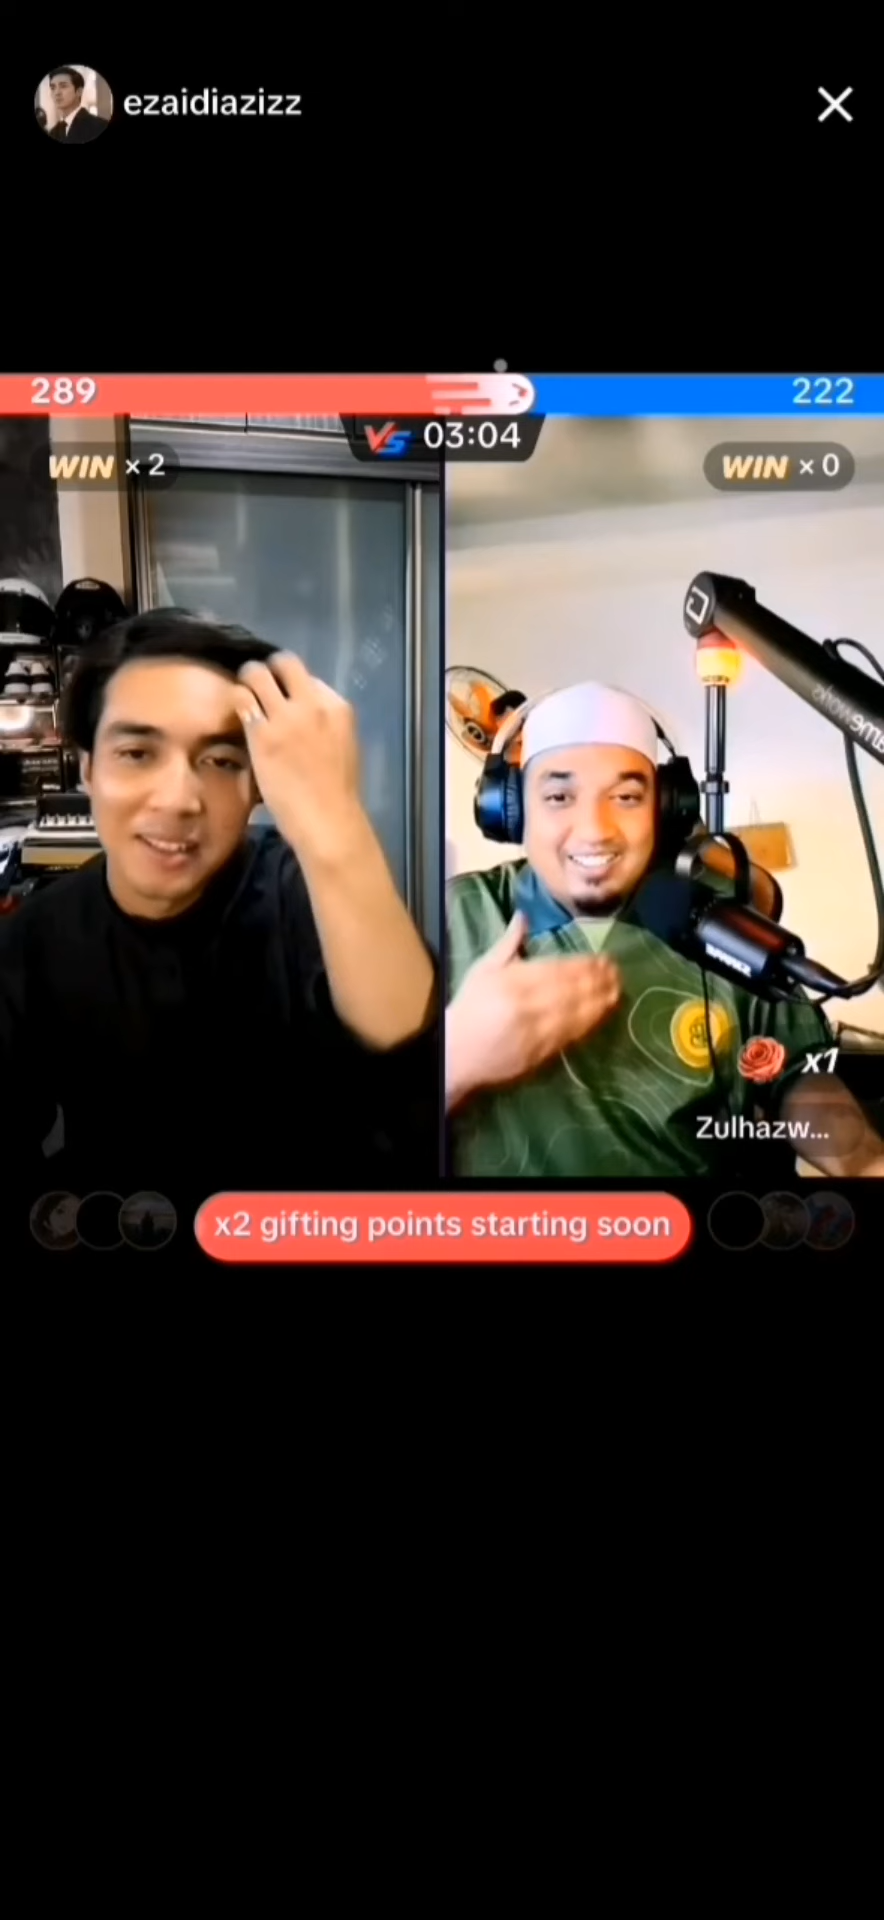 ezaidiazizz
289
222
VS 03:04
WIN × 2
WIN × 0
x1
Zulhazw...
x2 gifting points starting soon